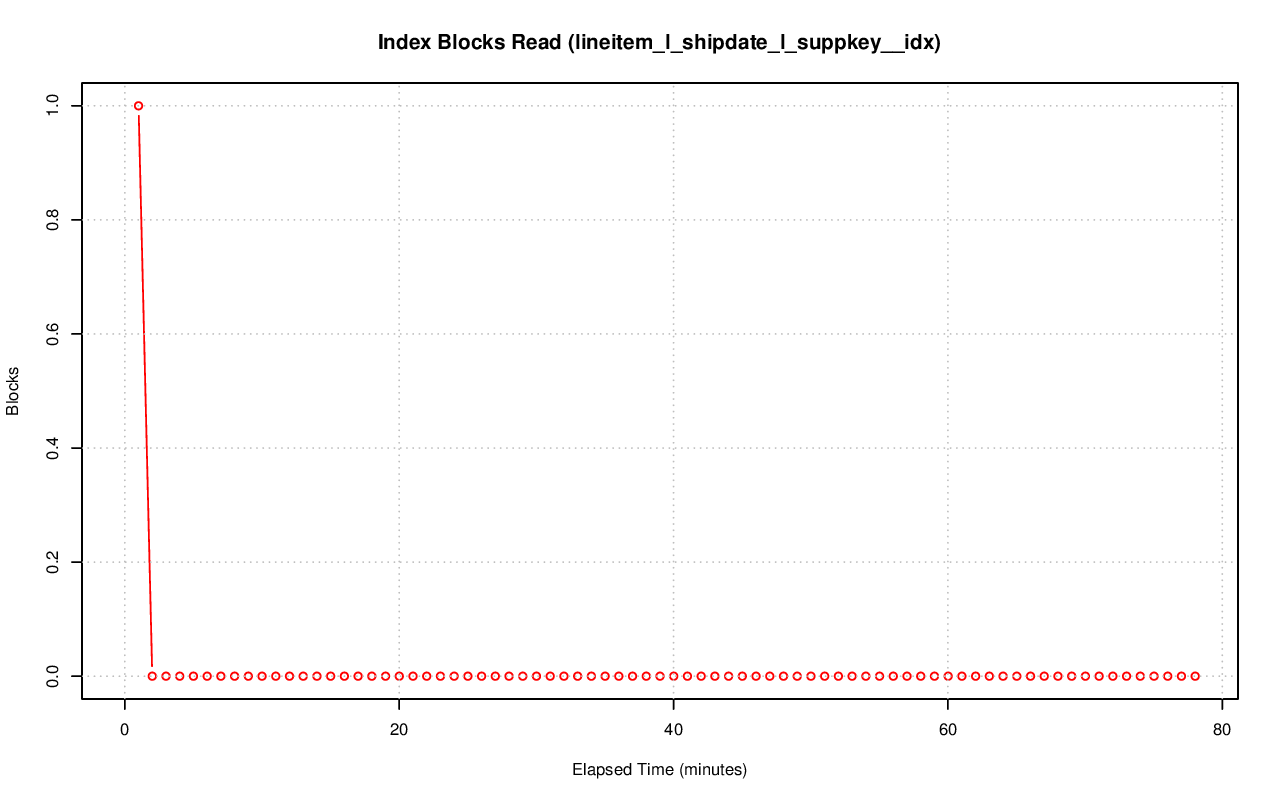 Index Blocks Read (lineitem_l_shipdate_l_suppkey__idx)
1.0
0.8
0.6
0.4
0.2
0.0
Blocks
0 20 40 60 80
Elapsed Time (minutes)